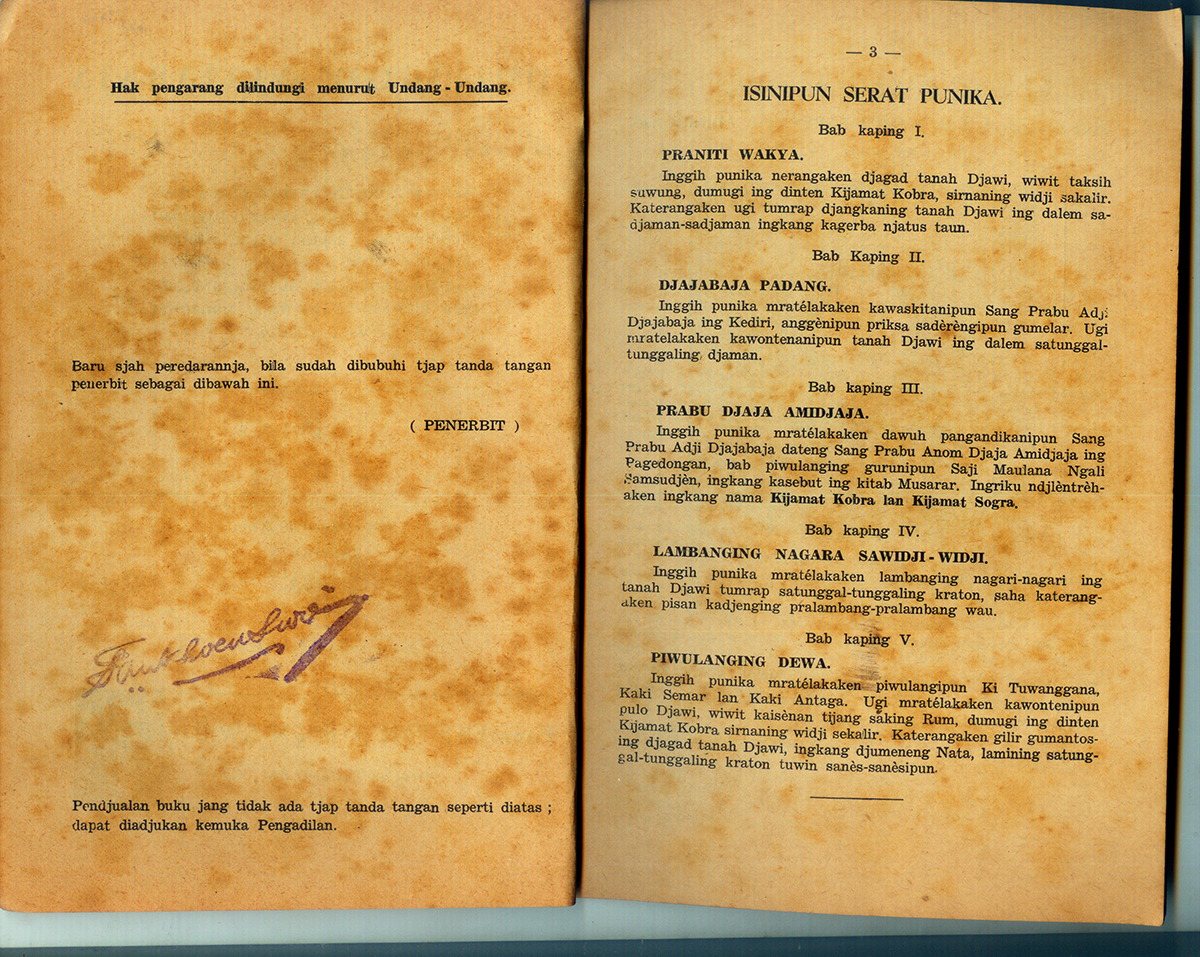 Hak pengarang dilindungi menurut Undang - Undang.
Baru sjah peredarannja, bila sudah dibubuhi tjap tanda tangan
penerbit sebagai dibawah ini.
( PENERBIT )
Pendjualan buku jang tidak ada tjap tanda tangan seperti diatas ;
dapat diadjukan kemuka Pengadilan.
— 3 —
ISINIPUN SERAT PUNIKA.
Bab kaping I.
PRANITI WAKYA.
Inggih punika nerangaken djagad tanah Djawi, wiwit taksih
suwung, dumugi ing dinten Kijamat Kobra, sirnaning widji sakalir.
Katerangaken ugi tumrap djangkaning tanah Djawi ing dalem sa-
djaman-sadjaman ingkang kagerba njatus taun.
Bab Kaping II.
DJAJABAJA PADANG.
Inggih punika mratélakaken kawaskitanipun Sang Prabu Adji
Djajabaja ing Kediri, anggènipun priksa sadèrèngipun gumelar. Ugi
mratelakaken kawontenanipun tanah Djawi ing dalem satunggal-
tunggaling djaman.
Bab kaping III.
PRABU DJAJA AMIDJAJA.
Inggih punika mratélakaken dawuh pangandikanipun Sang
Prabu Adji Djajabaja dateng Sang Prabu Anom Djaja Amidjaja ing
Pagedongan, bab piwulanging gurunipun Saji Maulana Ngali
Samsudjèn, ingkang kasebut ing kitab Musarar. Ingriku ndjlèntrèh-
aken ingkang nama Kijamat Kobra lan Kijamat Sogra.
Bab kaping IV.
LAMBANGING NAGARA SAWIDJI - WIDJI.
Inggih punika mratélakaken lambanging nagari-nagari ing
tanah Djawi tumrap satunggal-tunggaling kraton, saha katerang-
aken pisan kadjenging pralambang-pralambang wau.
Bab kaping V.
PIWULANGING DEWA.
Inggih punika mratélakaken piwulangipun Ki Tuwanggana,
Kaki Semar lan Kaki Antaga. Ugi mratélakaken kawontenipun
pulo Djawi, wiwit kaisènan tijang sáking Rum, dumugi ing dinten
Kijamat Kobra sirnaning widji sekalir. Katerangaken gilir gumantos-
ing djagad tanah Djawi, ingkang djumeneng Nata, lamining satung-
gal-tunggaling kraton tuwin sanès-sanèsipun.